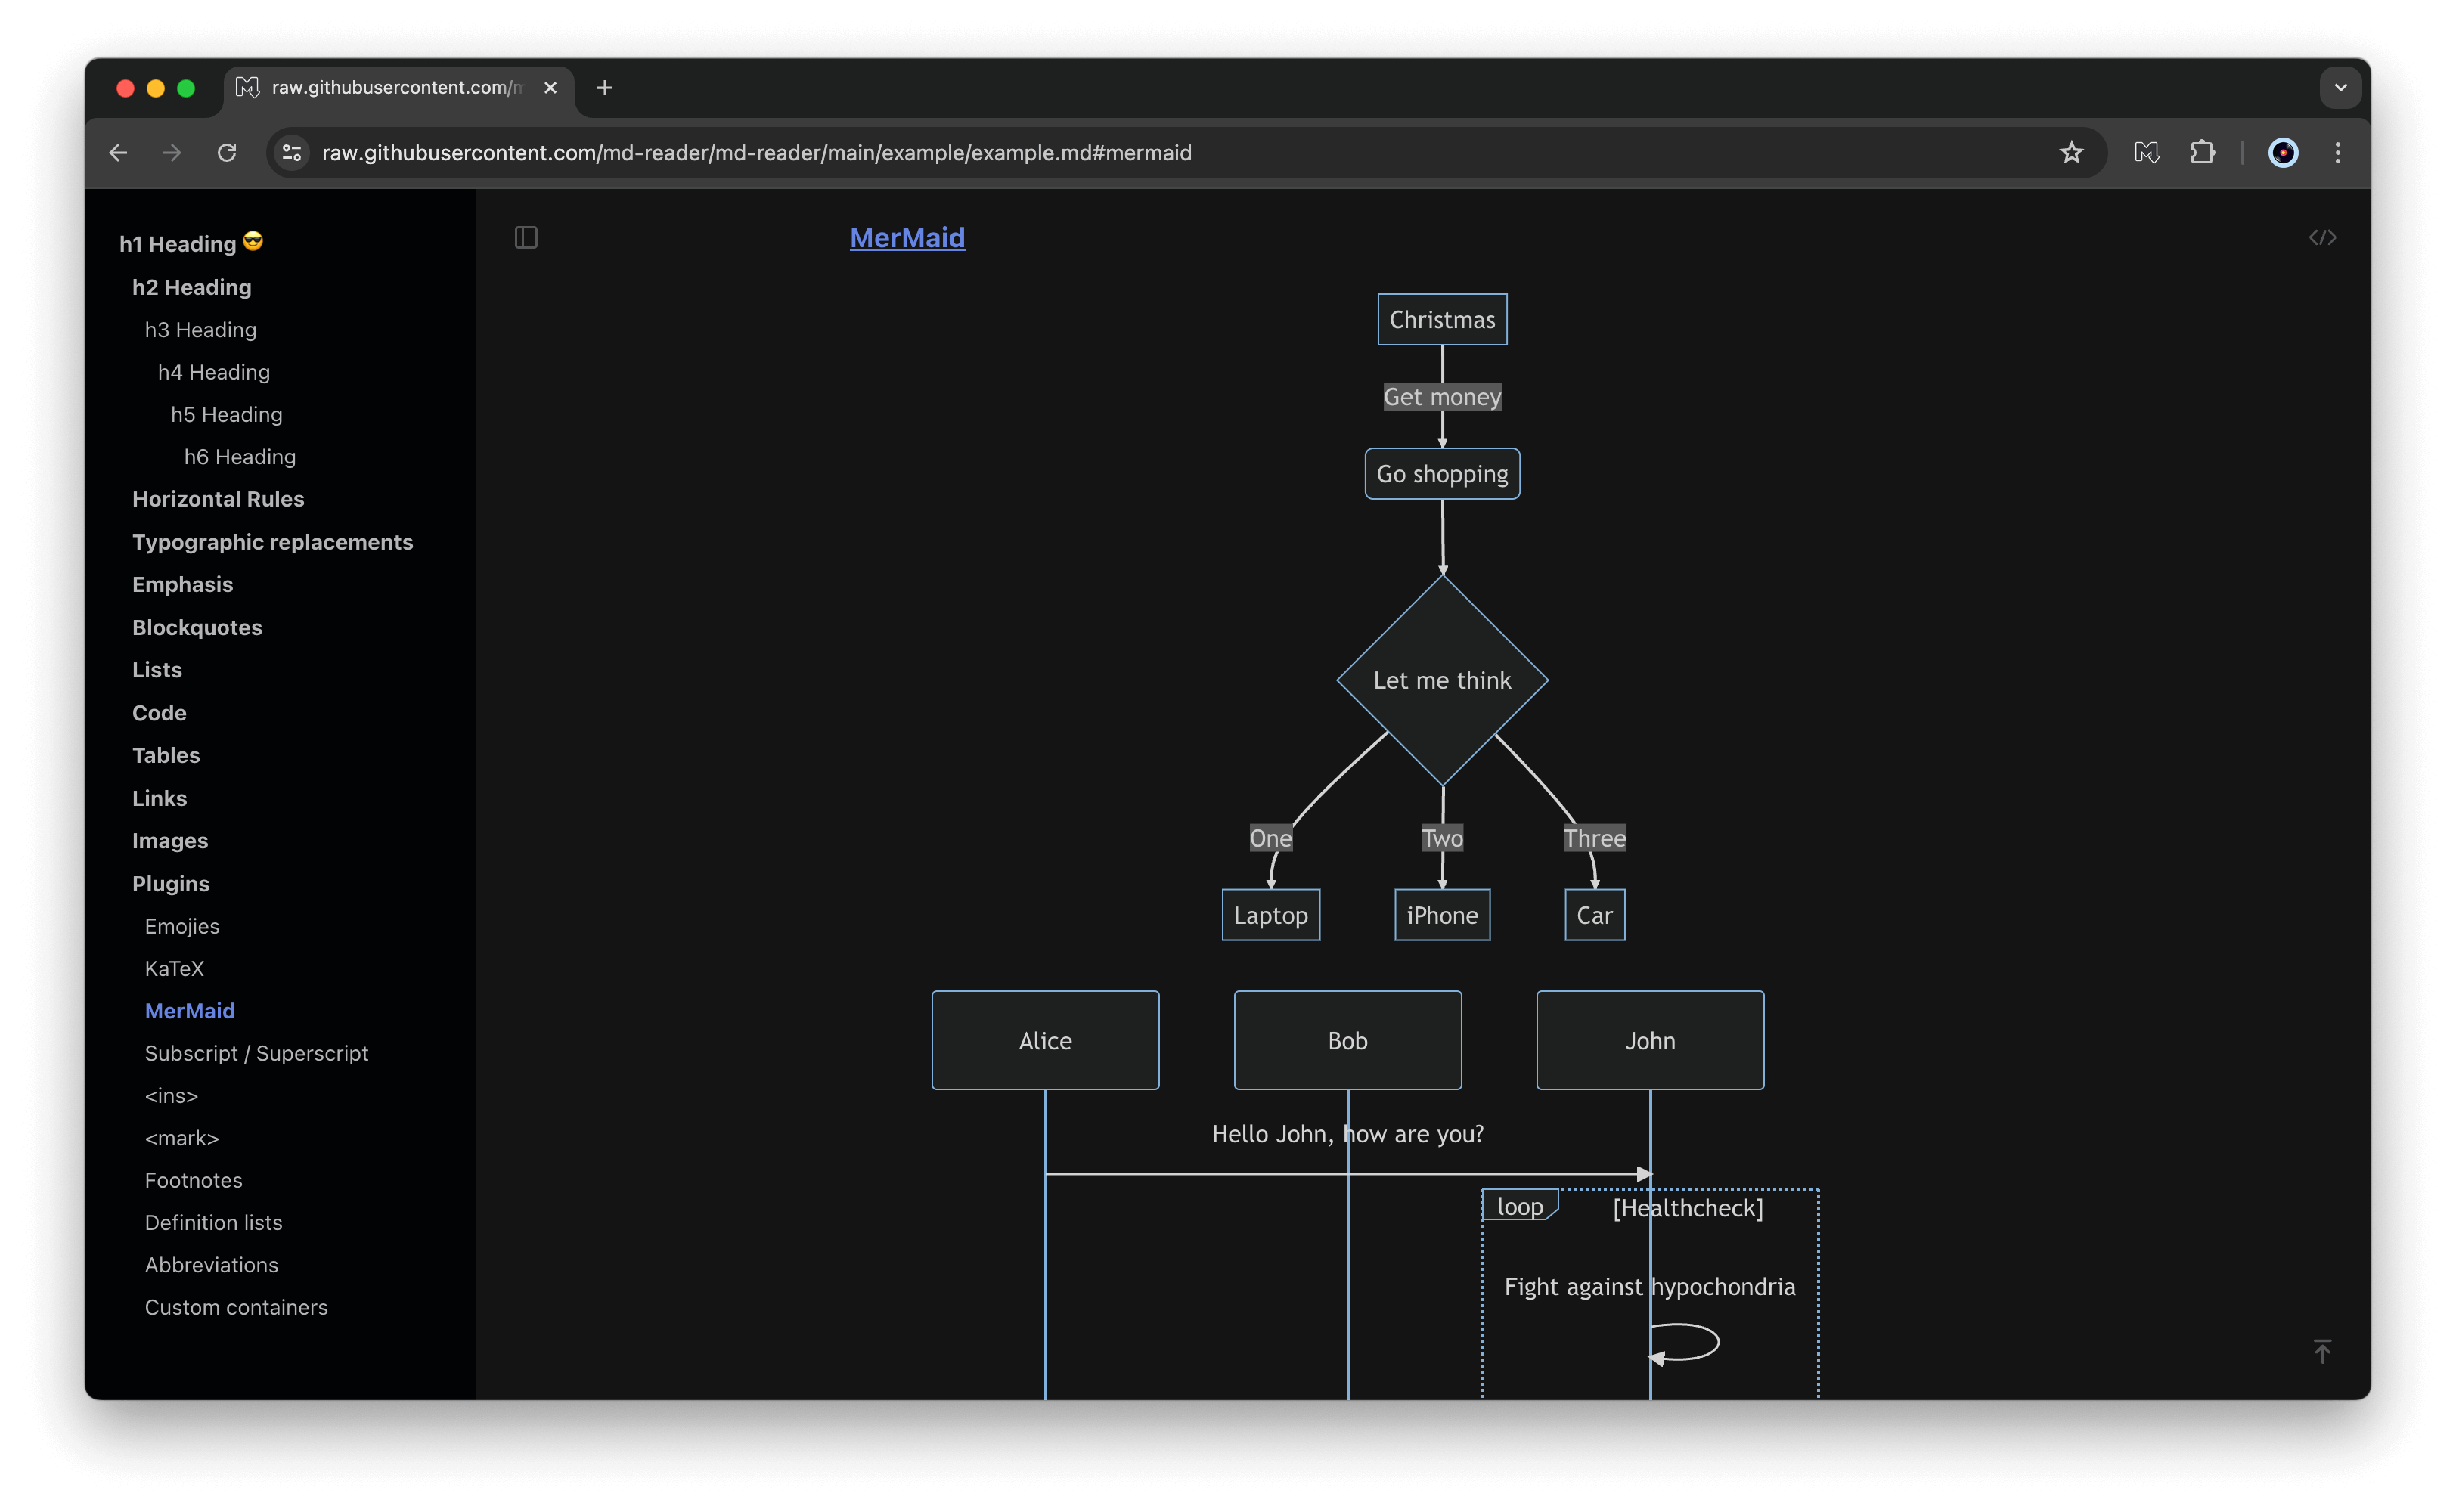 raw.githubusercontent.com/m
raw.githubusercontent.com/md-reader/md-reader/main/example/example.md#mermaid
h1 Heading 😎
h2 Heading
h3 Heading
h4 Heading
h5 Heading
h6 Heading
Horizontal Rules
Typographic replacements
Emphasis
Blockquotes
Lists
Code
Tables
Links
Images
Plugins
Emojies
KaTeX
MerMaid
Subscript / Superscript
<ins>
<mark>
Footnotes
Definition lists
Abbreviations
Custom containers
MerMaid
Christmas
Get money
Go shopping
Let me think
One Two Three
Laptop iPhone Car
Alice Bob John
Hello John, how are you?
loop [Healthcheck]
Fight against hypochondria